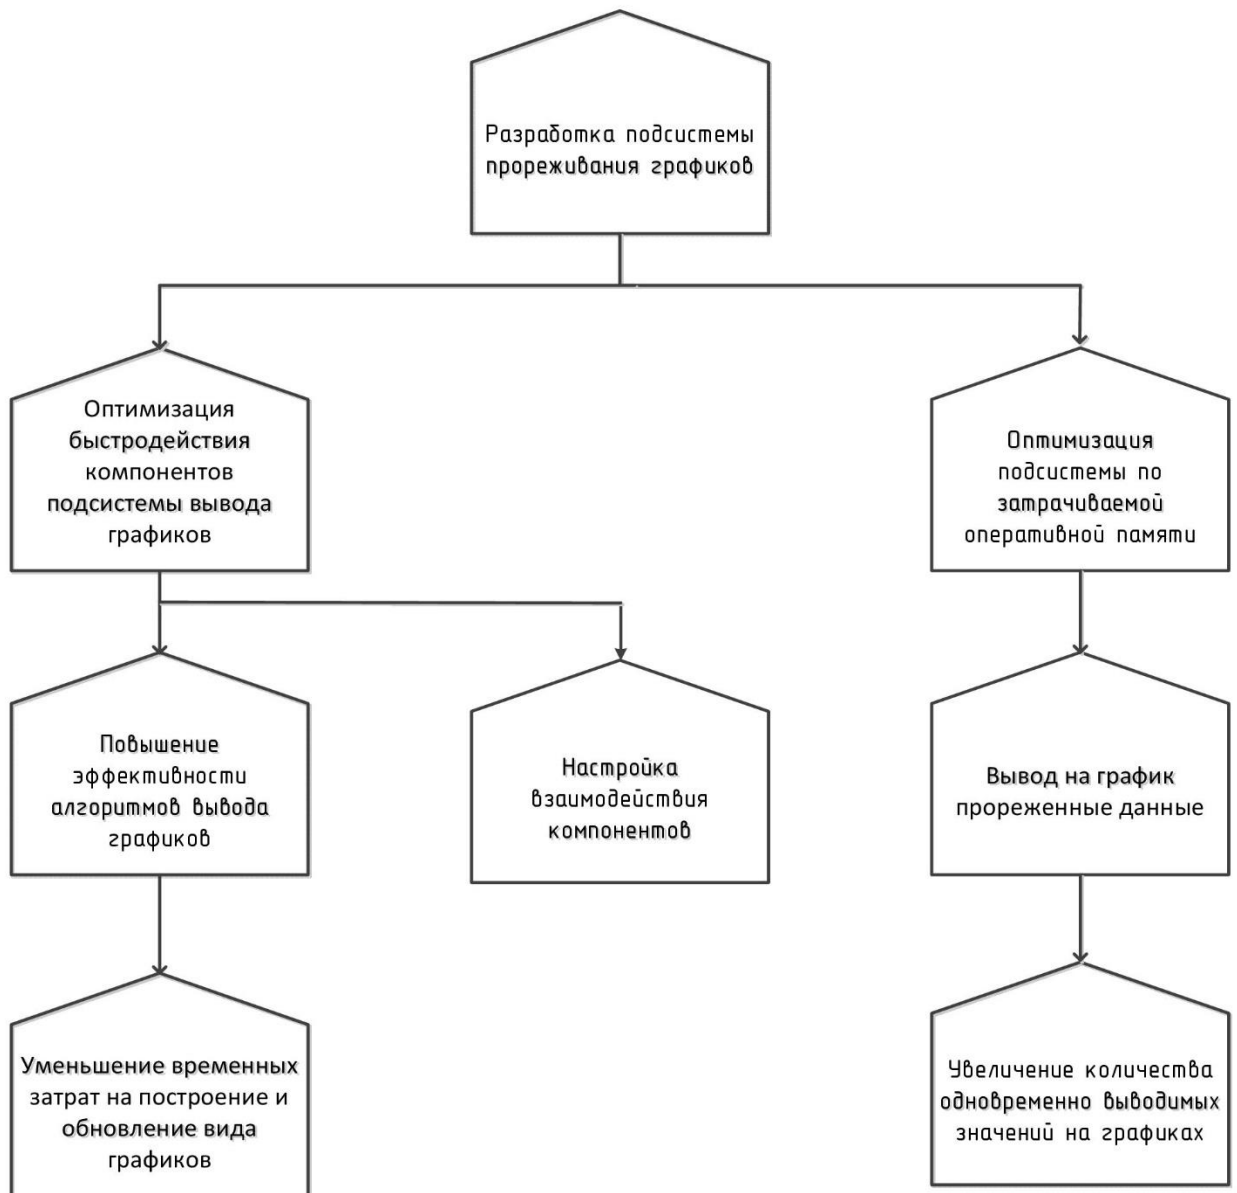 Разработка подсистемы
прореживания графиков
Оптимизация
быстродействия
компонентов
подсистемы вывода
графиков
Оптимизация
подсистемы по
затрачиваемой
оперативной памяти
Повышение
эффективности
алгоритмов вывода
графиков
Настройка
взаимодействия
компонентов
Вывод на график
прореженные данные
Уменьшение временных
затрат на построение и
обновление вида
графиков
Увеличение количества
одновременно выводимых
значений на графиках